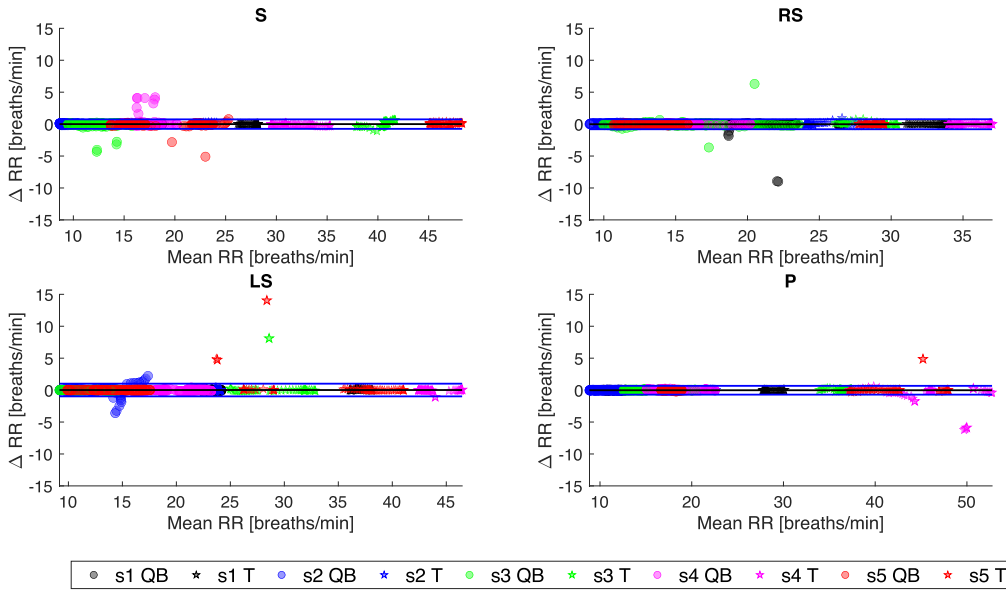 S
15
10
5
0
-5
-10
-15
Δ RR [breaths/min]
10 15 20 25 30 35 40 45
Mean RR [breaths/min]
RS
15
10
5
0
-5
-10
-15
Δ RR [breaths/min]
10 15 20 25 30 35
Mean RR [breaths/min]
LS
15
10
5
0
-5
-10
-15
Δ RR [breaths/min]
10 15 20 25 30 35 40 45
Mean RR [breaths/min]
P
15
10
5
0
-5
-10
-15
Δ RR [breaths/min]
10 20 30 40 50
Mean RR [breaths/min]
s1 QB s1 T s2 QB s2 T s3 QB s3 T s4 QB s4 T s5 QB s5 T